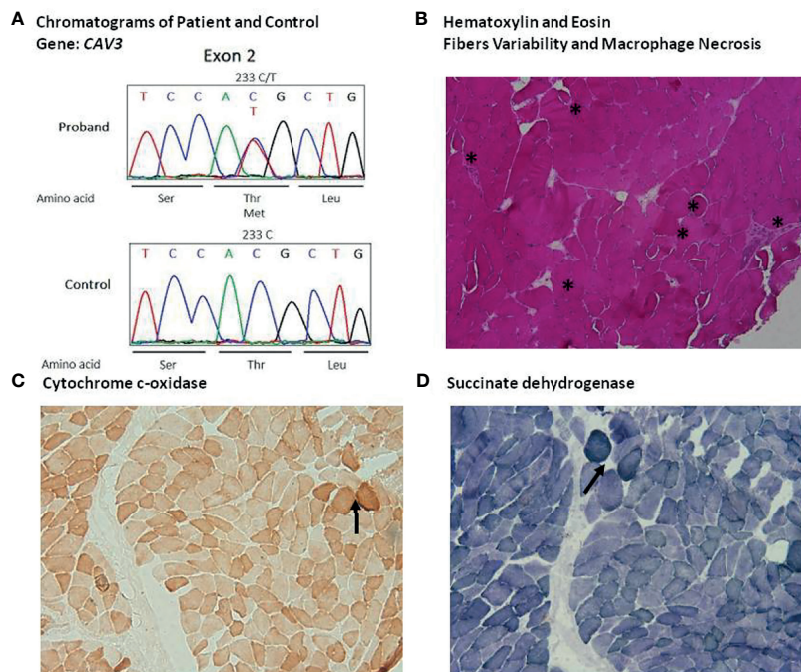 A Chromatograms of Patient and Control
Gene: CAV3
Exon 2
233 C/T
T C C A C G C T G
T
Proband
Amino acid
Ser Thr Leu
Met
233 C
T C C A C G C T G
Control
Amino acid
Ser Thr Leu
B Hematoxylin and Eosin
Fibers Variability and Macrophage Necrosis
* * * * * *
C Cytochrome c-oxidase
D Succinate dehydrogenase